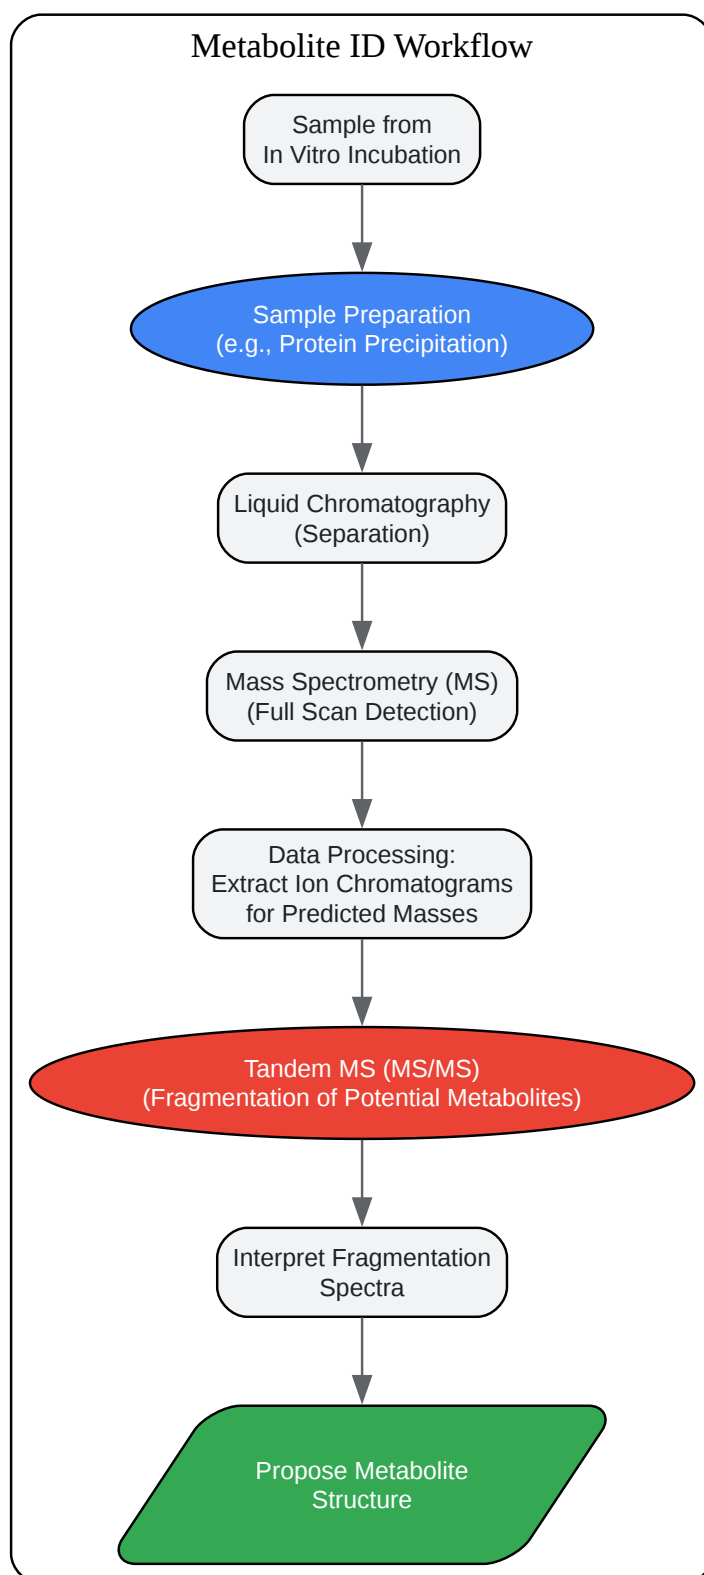 Metabolite ID Workflow
Sample from
In Vitro Incubation
Sample Preparation
(e.g., Protein Precipitation)
Liquid Chromatography
(Separation)
Mass Spectrometry (MS)
(Full Scan Detection)
Data Processing:
Extract Ion Chromatograms
for Predicted Masses
Tandem MS (MS/MS)
(Fragmentation of Potential Metabolites)
Interpret Fragmentation
Spectra
Propose Metabolite
Structure